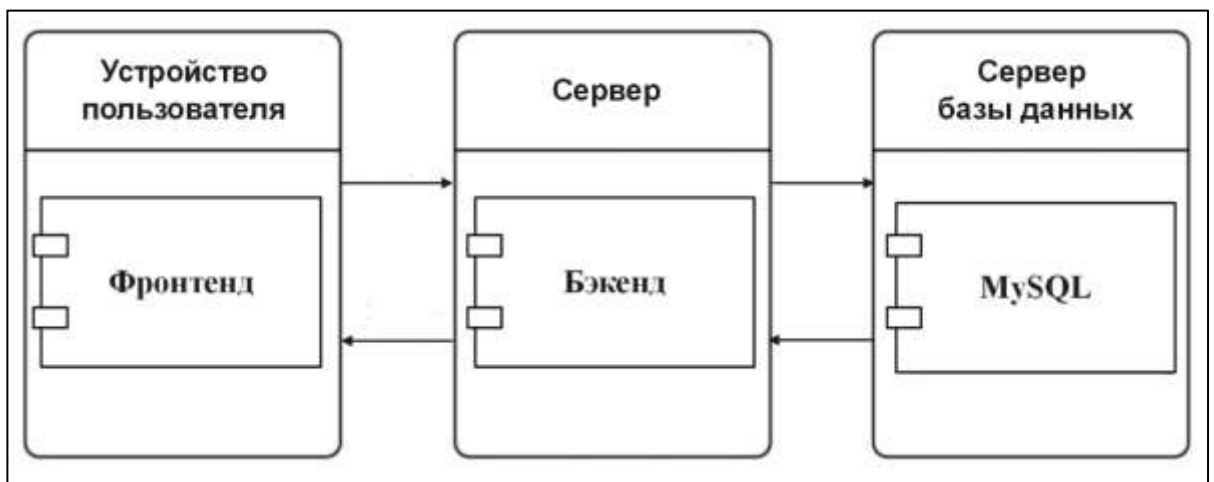 Устройство
пользователя
Сервер
Сервер
базы данных
Фронтенд
Бэкенд
MySQL